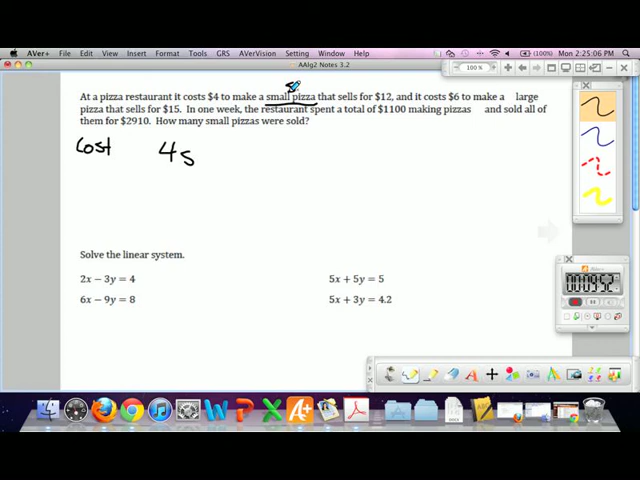 AVer+ File Edit View Insert Format Tools GRS AVerVision Setting Window Help (100%) 2:25:06 PM
AAlg2 Notes 3.2
100%
S
At a pizza restaurant it costs $4 to make a small pizza that sells for $12, and it costs $6 to make a large
pizza that sells for $15. In one week, the restaurant spent a total of $1100 making pizzas and sold all of
them for $2910. How many small pizzas were sold?
Cost 4s
Solve the linear system.
2x − 3y = 4 5x + 5y = 5
6x − 9y = 8 5x + 3y = 4.2
00:09:52